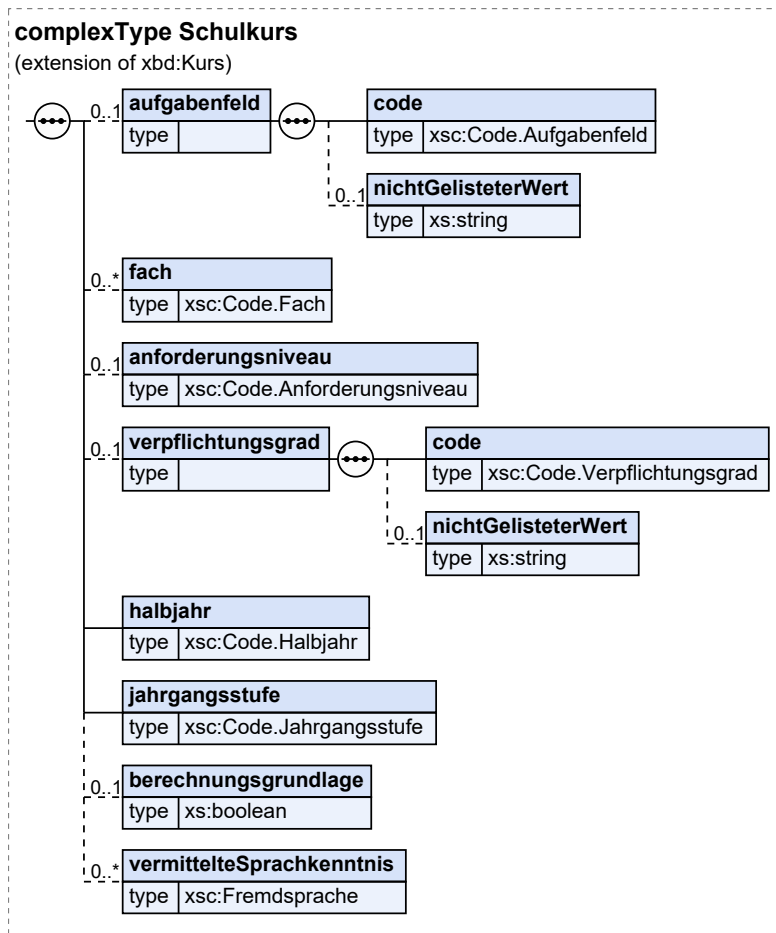 complexType Schulkurs
(extension of xbd:Kurs)
0..1
aufgabenfeld
type
code
type xsc:Code.Aufgabenfeld
0..1
nichtGelisteterWert
type xs:string
0..*
fach
type xsc:Code.Fach
0..1
anforderungsniveau
type xsc:Code.Anforderungsniveau
0..1
verpflichtungsgrad
type
code
type xsc:Code.Verpflichtungsgrad
0..1
nichtGelisteterWert
type xs:string
halbjahr
type xsc:Code.Halbjahr
jahrgangsstufe
type xsc:Code.Jahrgangsstufe
0..1
berechnungsgrundlage
type xs:boolean
0..*
vermittelteSprachkenntnis
type xsc:Fremdsprache